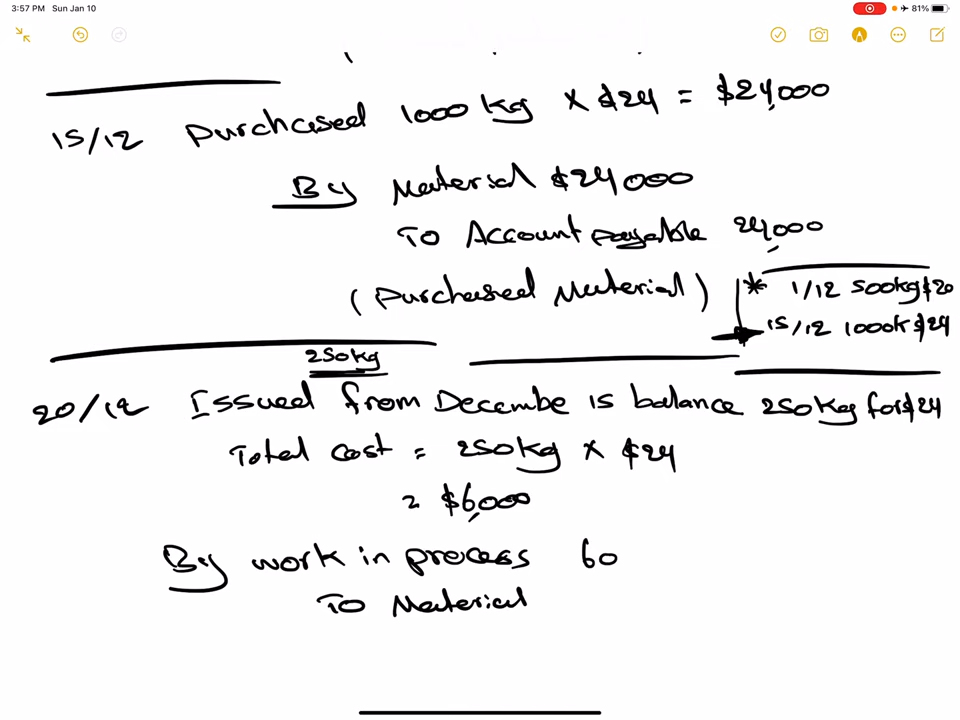 3:57 PM Sun Jan 10
81%
15/12 Purchased 1000 kg x $24 = $24,000
By Material $24000
To Account payable 24,000
(Purchased Material)
* 1/12 500kg $20
15/12 1000K $24
250kg
20/12 Issued from Decembe 15 balance 250kg for $24
Total cost = 250kg x $24
= $6,000
By work in process 60
To Material